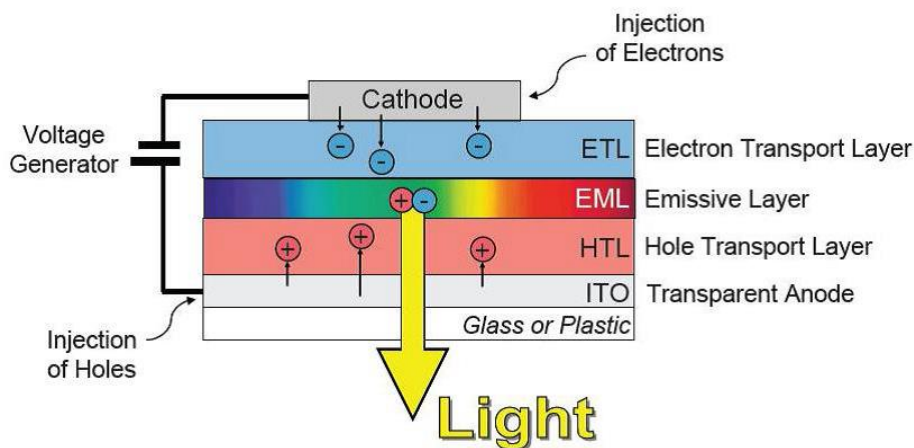 Injection
of Electrons
Cathode
Voltage
Generator
- - -
ETL Electron Transport Layer
EML Emissive Layer
+ -
+ + +
HTL Hole Transport Layer
ITO Transparent Anode
Glass or Plastic
Injection
of Holes
Light